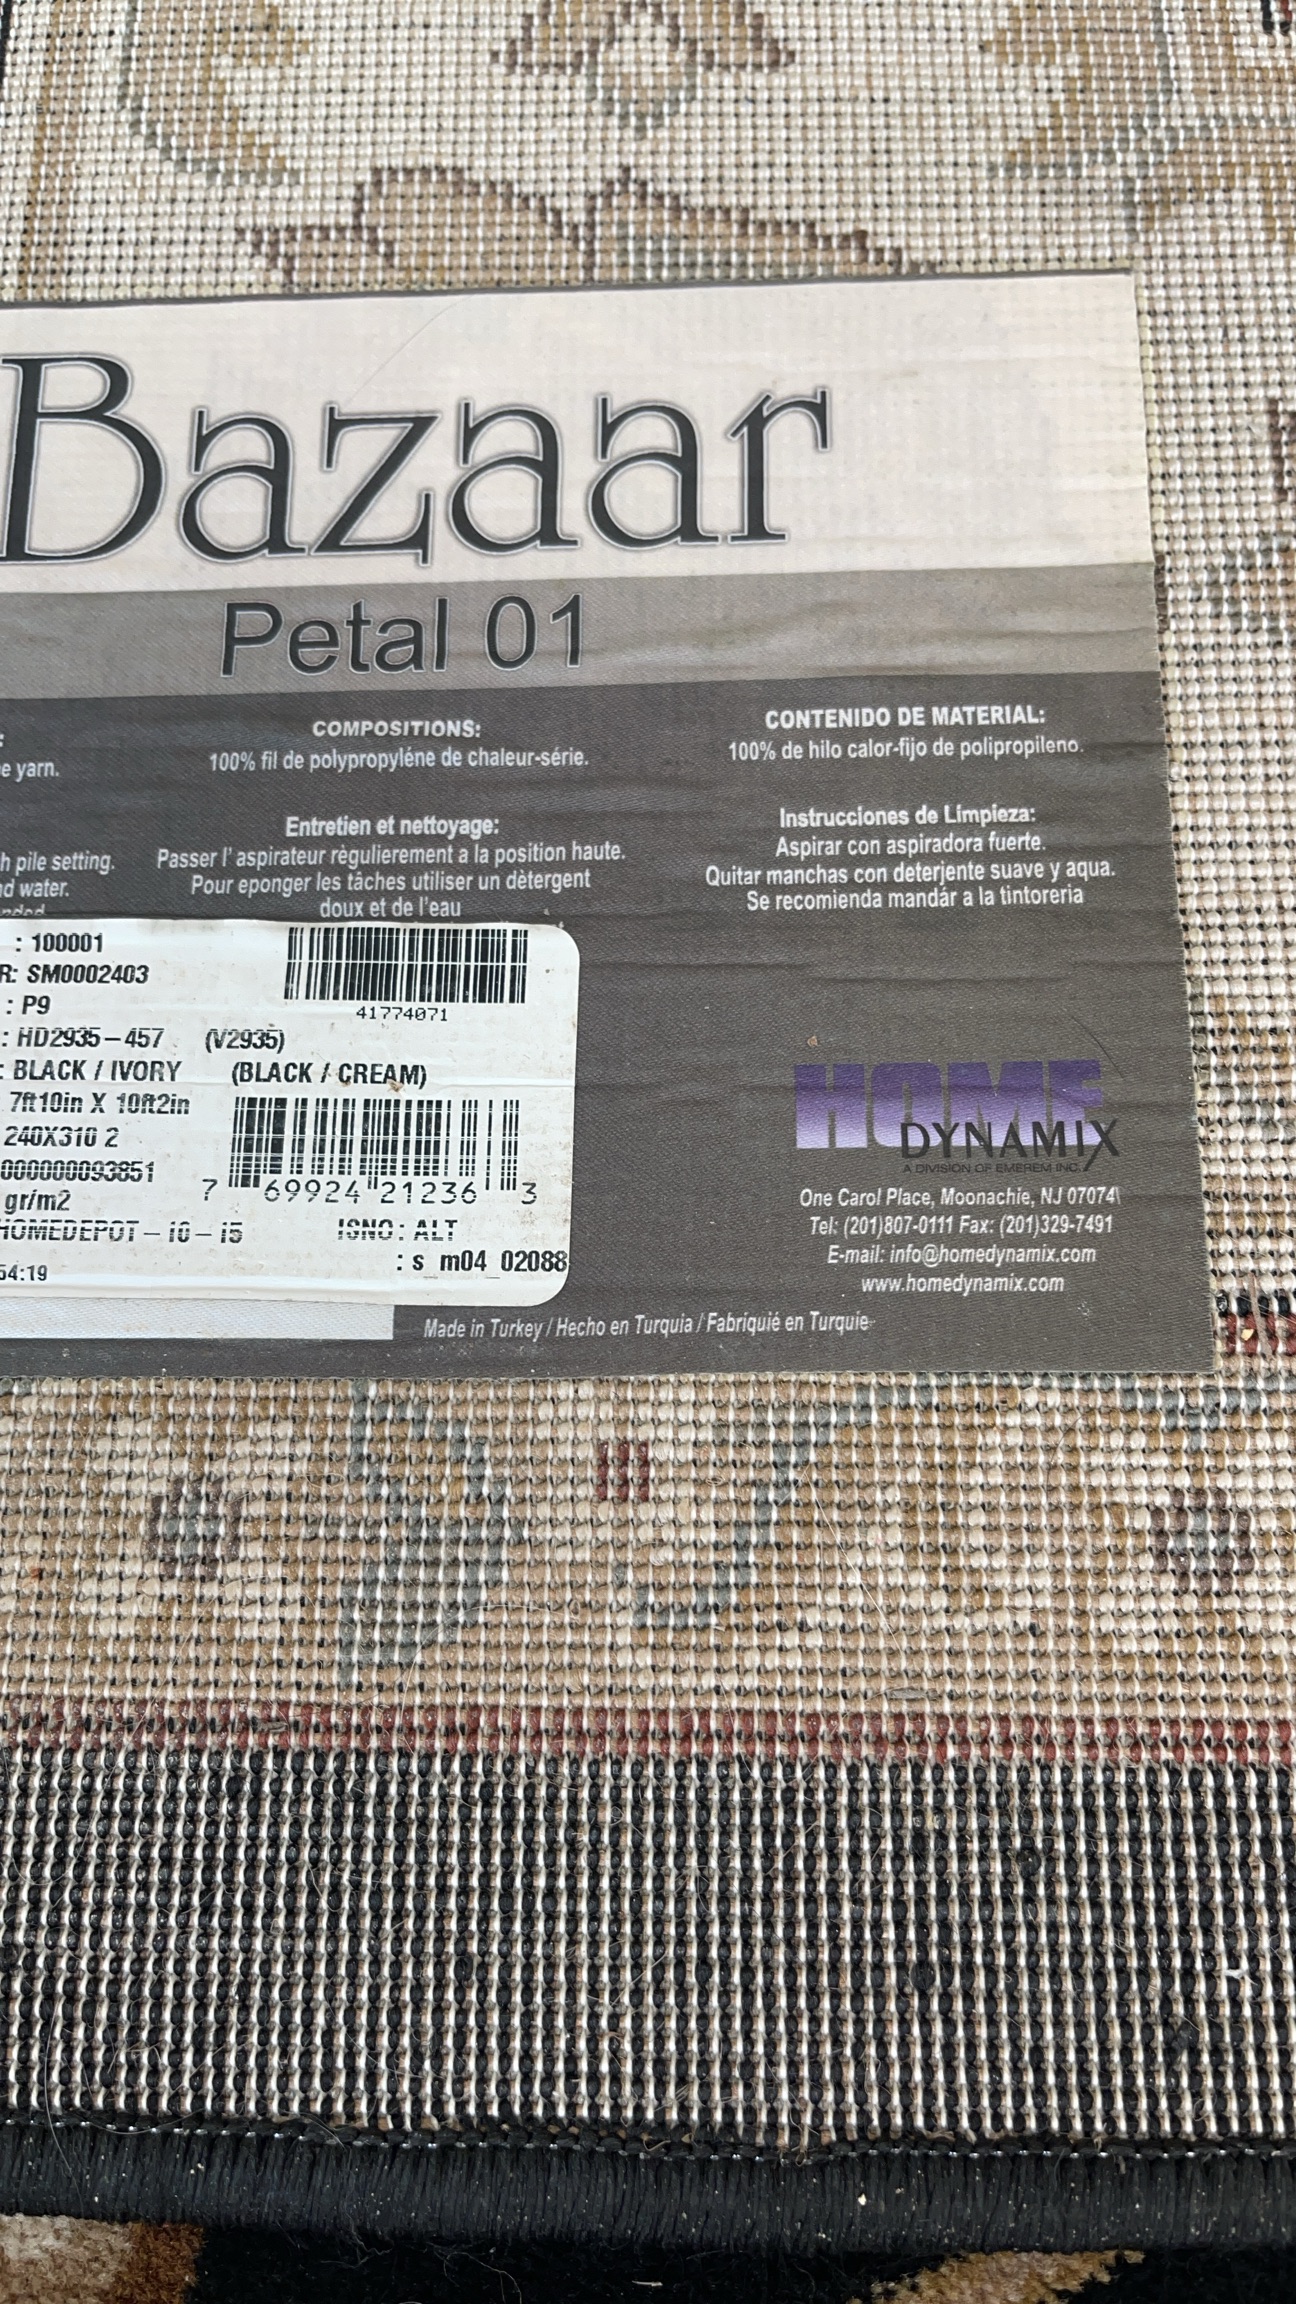 Bazaar
Petal 01
:
e yarn.
h pile setting.
nd water.
COMPOSITIONS:
100% fil de polypropyléne de chaleur-série.
Entretien et nettoyage:
Passer l' aspirateur règulierement a la position haute.
Pour eponger les tâches utiliser un dètergent
doux et de l'eau
CONTENIDO DE MATERIAL:
100% de hilo calor-fijo de polipropileno.
Instrucciones de Limpieza:
Aspirar con aspiradora fuerte.
Quitar manchas con deterjente suave y aqua.
Se recomienda mandár a la tintoreria
: 100001
R: SM0002403
: P9
: HD2935-457 (V2935)
: BLACK / IVORY (BLACK / CREAM)
7ft10in X 10ft2in
240X310 2
000000093851
gr/m2
HOMEDEPOT-10-15 ISNO: ALT
: s m04 02088
54:19
41774071
7 69924 21236 3
HOME
DYNAMIX
A DIVISION OF EMEREM INC.
One Carol Place, Moonachie, NJ 07074
Tel: (201)807-0111 Fax: (201)329-7491
E-mail: info@homedynamix.com
www.homedynamix.com
Made in Turkey / Hecho en Turquia / Fabriquié en Turquie